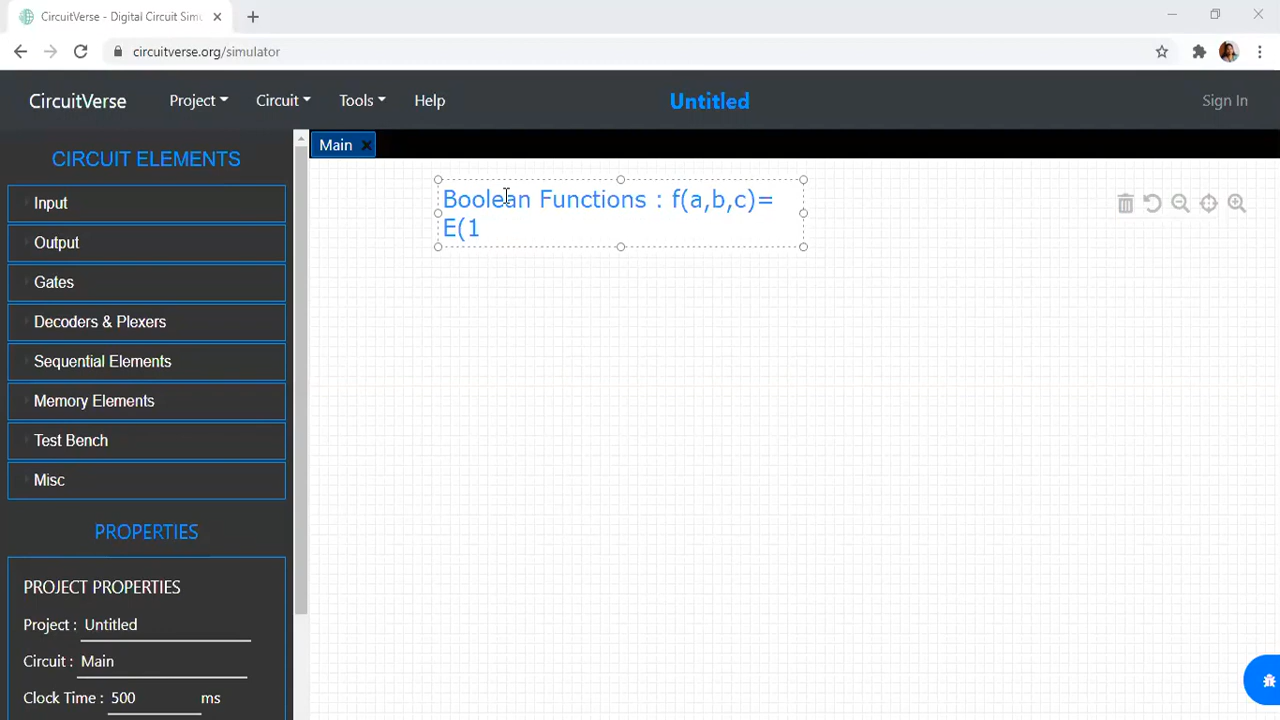 CircuitVerse - Digital Circuit Simu
circuitverse.org/simulator
CircuitVerse
Project
Circuit
Tools
Help
Untitled
Sign In
CIRCUIT ELEMENTS
Main
Input
Boolean Functions : f(a,b,c)=
E(1
Output
Gates
Decoders & Plexers
Sequential Elements
Memory Elements
Test Bench
Misc
PROPERTIES
PROJECT PROPERTIES
Project : Untitled
Circuit : Main
Clock Time : 500 ms